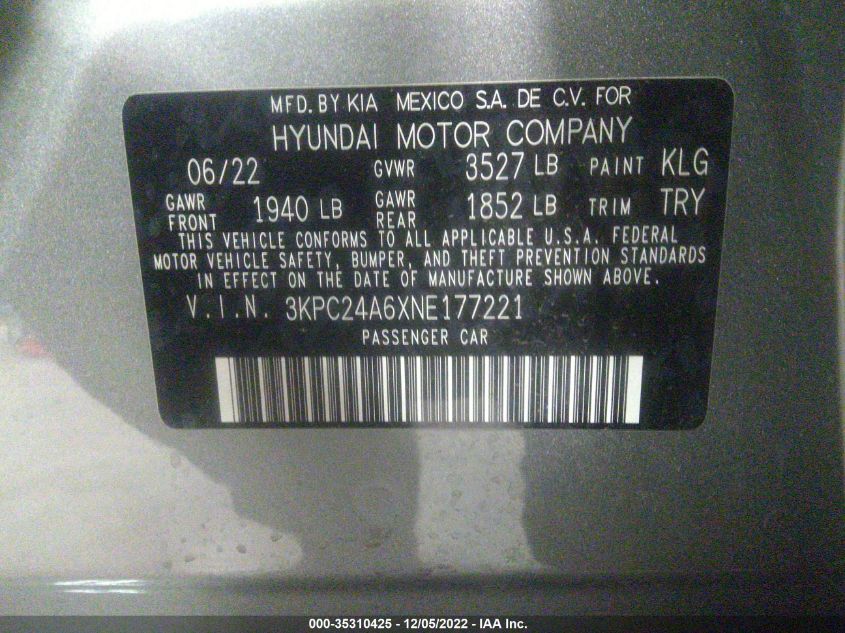 MFD. BY KIA MEXICO S.A. DE C.V. FOR
HYUNDAI MOTOR COMPANY
06/22 GVWR 3527 LB PAINT KLG
GAWR FRONT 1940 LB GAWR REAR 1852 LB TRIM TRY
THIS VEHICLE CONFORMS TO ALL APPLICABLE U.S.A. FEDERAL
MOTOR VEHICLE SAFETY, BUMPER, AND THEFT PREVENTION STANDARDS
IN EFFECT ON THE DATE OF MANUFACTURE SHOWN ABOVE.
V.I.N. 3KPC24A6XNE177221
PASSENGER CAR
000-35310425 - 12/05/2022 - IAA Inc.